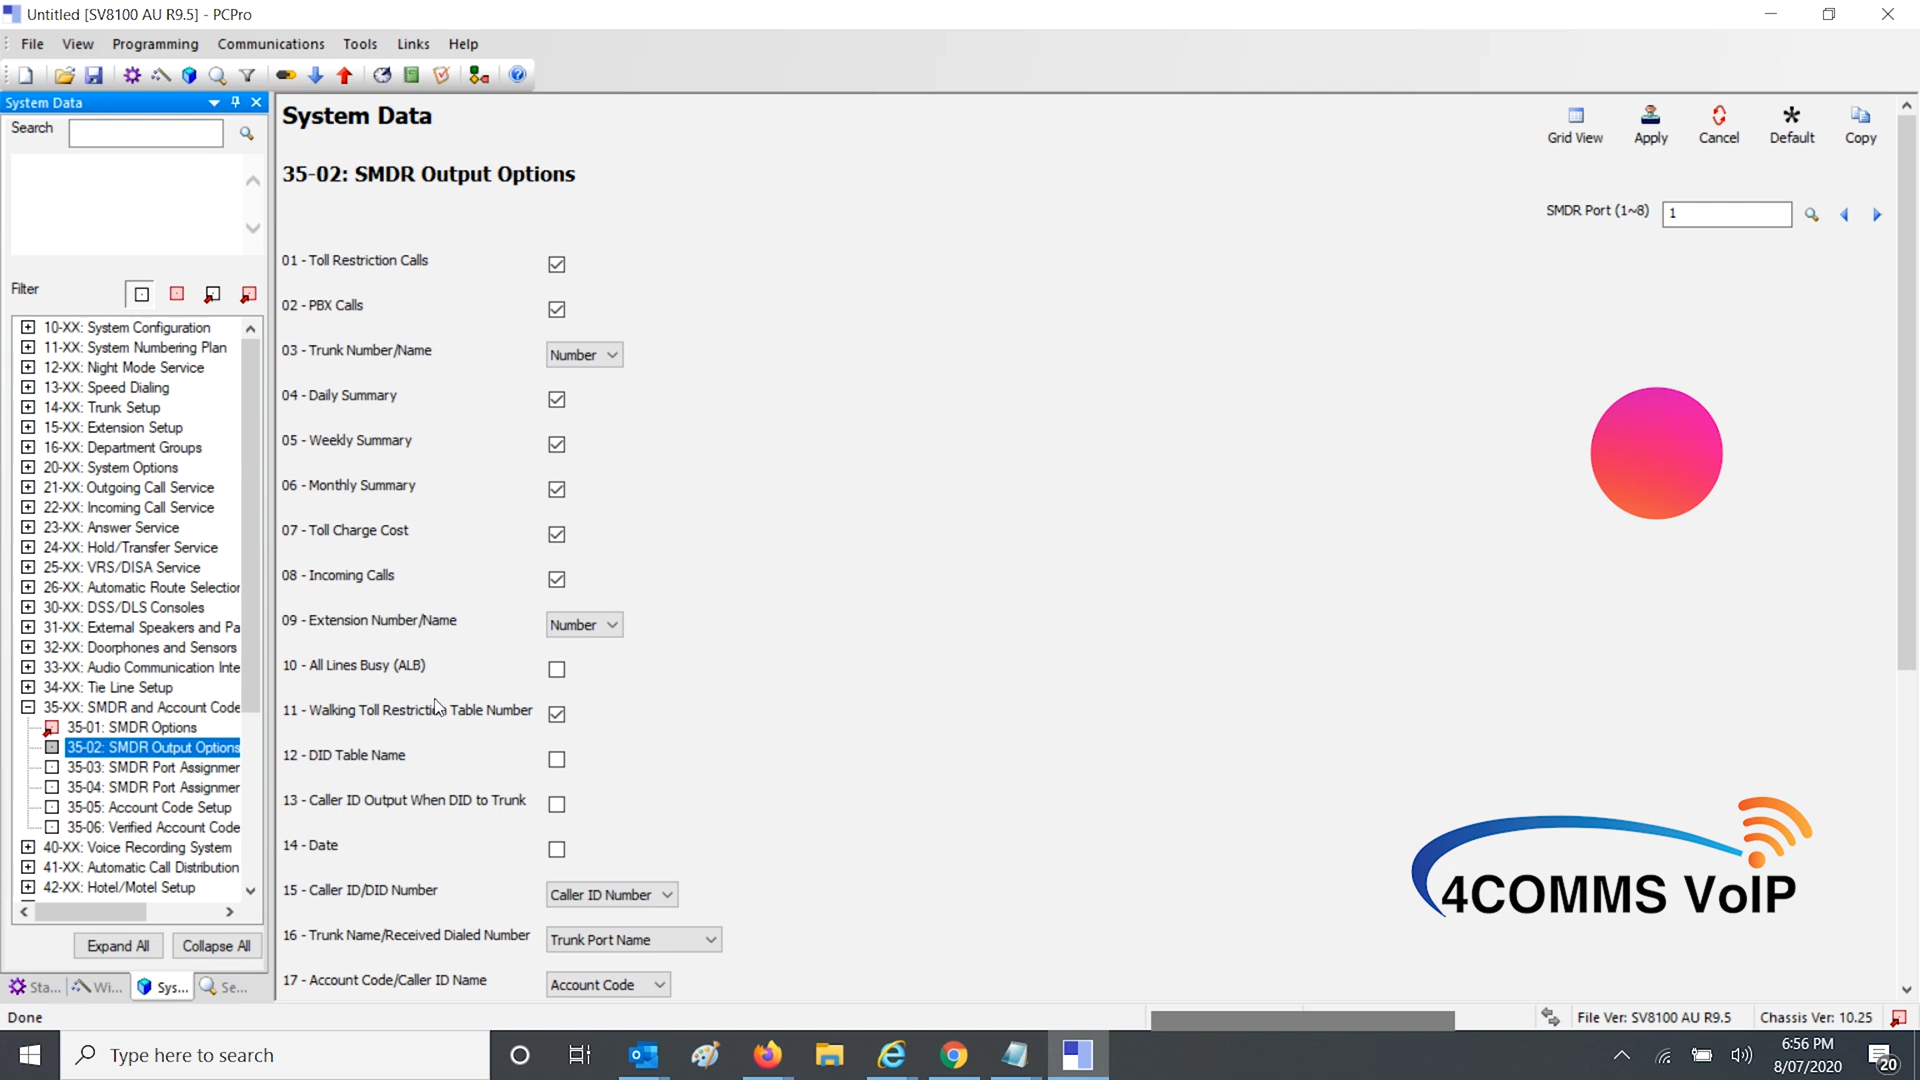 Untitled [SV8100 AU R9.5] - PCPro
File View Programming Communications Tools Links Help
System Data
Search
Filter
10-XX: System Configuration
11-XX: System Numbering Plan
12-XX: Night Mode Service
13-XX: Speed Dialing
14-XX: Trunk Setup
15-XX: Extension Setup
16-XX: Department Groups
20-XX: System Options
21-XX: Outgoing Call Service
22-XX: Incoming Call Service
23-XX: Answer Service
24-XX: Hold/Transfer Service
25-XX: VRS/DISA Service
26-XX: Automatic Route Selection
30-XX: DSS/DLS Consoles
31-XX: External Speakers and Pa
32-XX: Doorphones and Sensors
33-XX: Audio Communication Inte
34-XX: Tie Line Setup
35-XX: SMDR and Account Code
35-01: SMDR Options
35-02: SMDR Output Options
35-03: SMDR Port Assignmer
35-04: SMDR Port Assignmer
35-05: Account Code Setup
35-06: Verified Account Code
40-XX: Voice Recording System
41-XX: Automatic Call Distribution
42-XX: Hotel/Motel Setup
Expand All Collapse All
Sta... Wi... Sys... Se...
System Data
Grid View Apply Cancel Default Copy
35-02: SMDR Output Options
SMDR Port (1~8) 1
01 - Toll Restriction Calls
02 - PBX Calls
03 - Trunk Number/Name Number
04 - Daily Summary
05 - Weekly Summary
06 - Monthly Summary
07 - Toll Charge Cost
08 - Incoming Calls
09 - Extension Number/Name Number
10 - All Lines Busy (ALB)
11 - Walking Toll Restriction Table Number
12 - DID Table Name
13 - Caller ID Output When DID to Trunk
14 - Date
15 - Caller ID/DID Number Caller ID Number
16 - Trunk Name/Received Dialed Number Trunk Port Name
17 - Account Code/Caller ID Name Account Code
4COMMS VoIP
Done
File Ver: SV8100 AU R9.5 Chassis Ver: 10.25
Type here to search
6:56 PM
8/07/2020
20